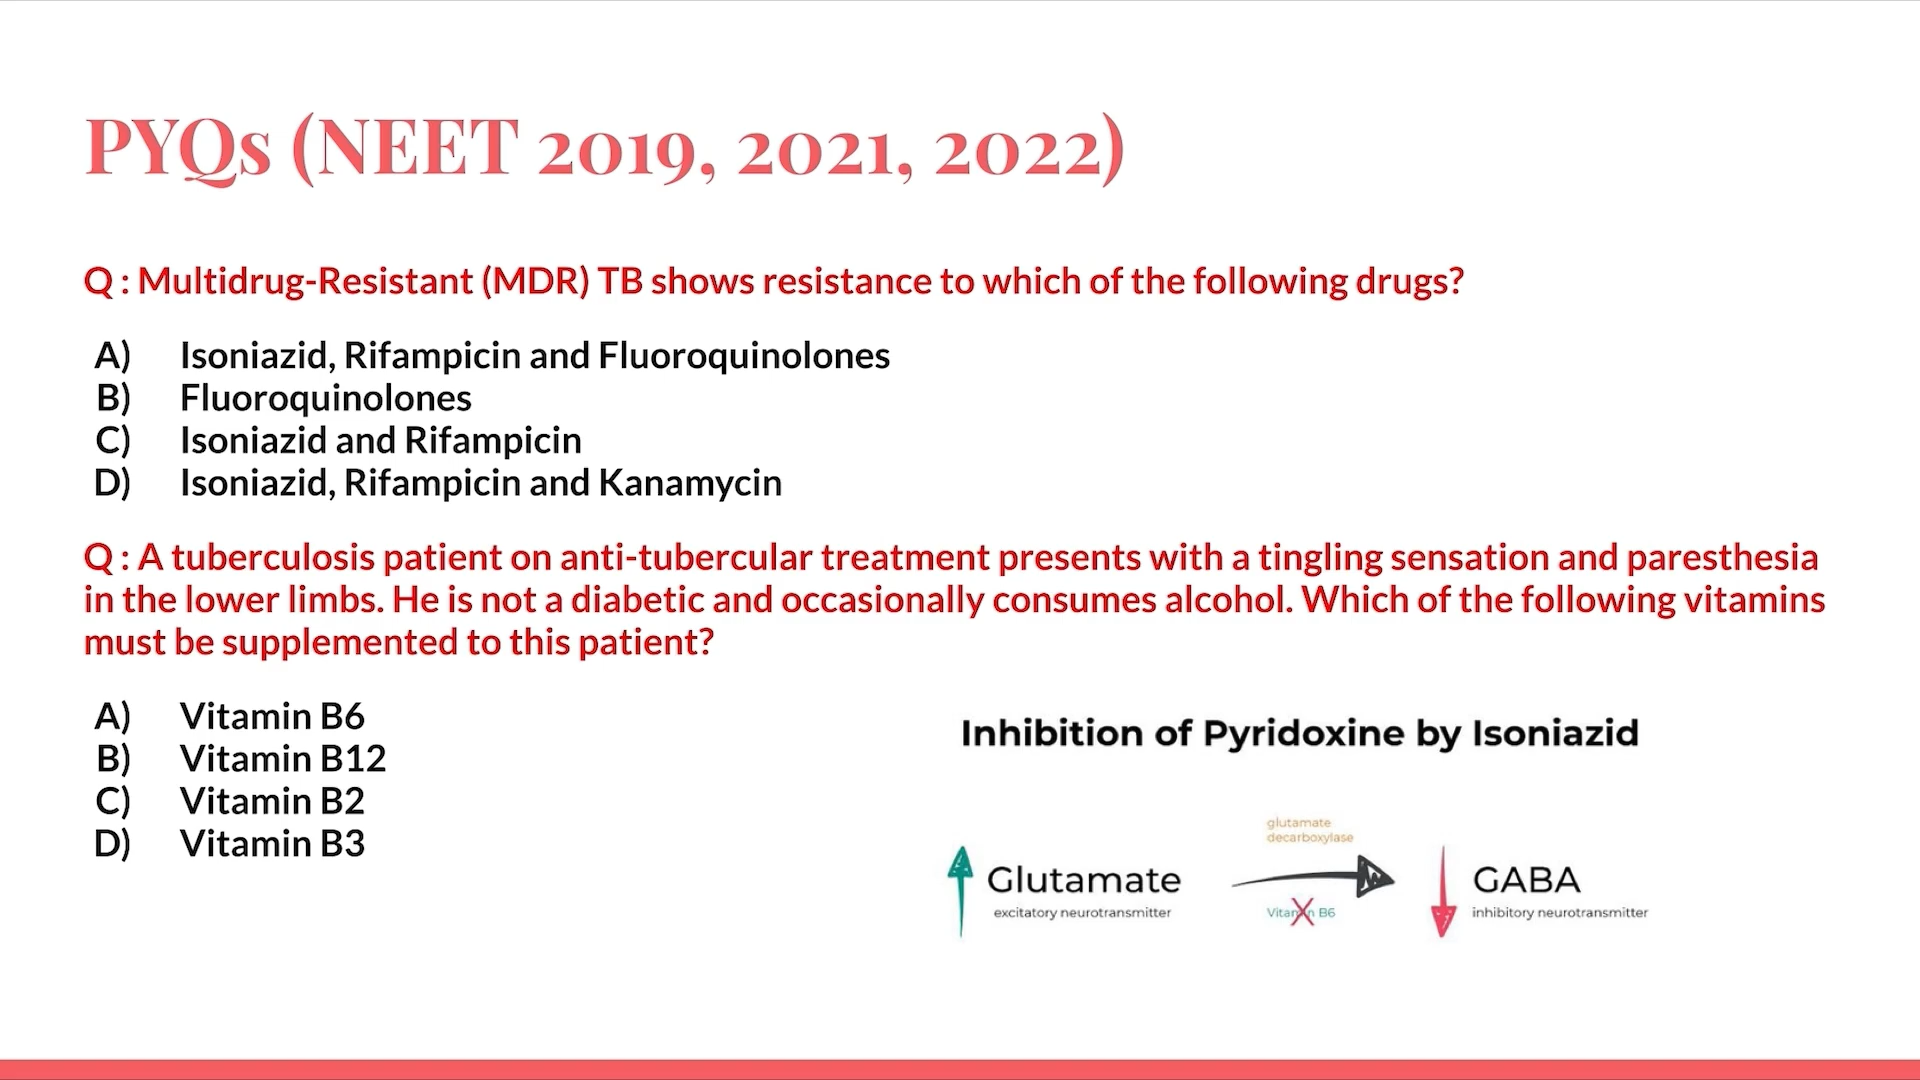 PYQs (NEET 2019, 2021, 2022)
Q : Multidrug-Resistant (MDR) TB shows resistance to which of the following drugs?
A) Isoniazid, Rifampicin and Fluoroquinolones
B) Fluoroquinolones
C) Isoniazid and Rifampicin
D) Isoniazid, Rifampicin and Kanamycin
Q : A tuberculosis patient on anti-tubercular treatment presents with a tingling sensation and paresthesia
in the lower limbs. He is not a diabetic and occasionally consumes alcohol. Which of the following vitamins
must be supplemented to this patient?
A) Vitamin B6
B) Vitamin B12
C) Vitamin B2
D) Vitamin B3
Inhibition of Pyridoxine by Isoniazid
glutamate
decarboxylase
Glutamate
excitatory neurotransmitter
Vitamin B6
GABA
inhibitory neurotransmitter